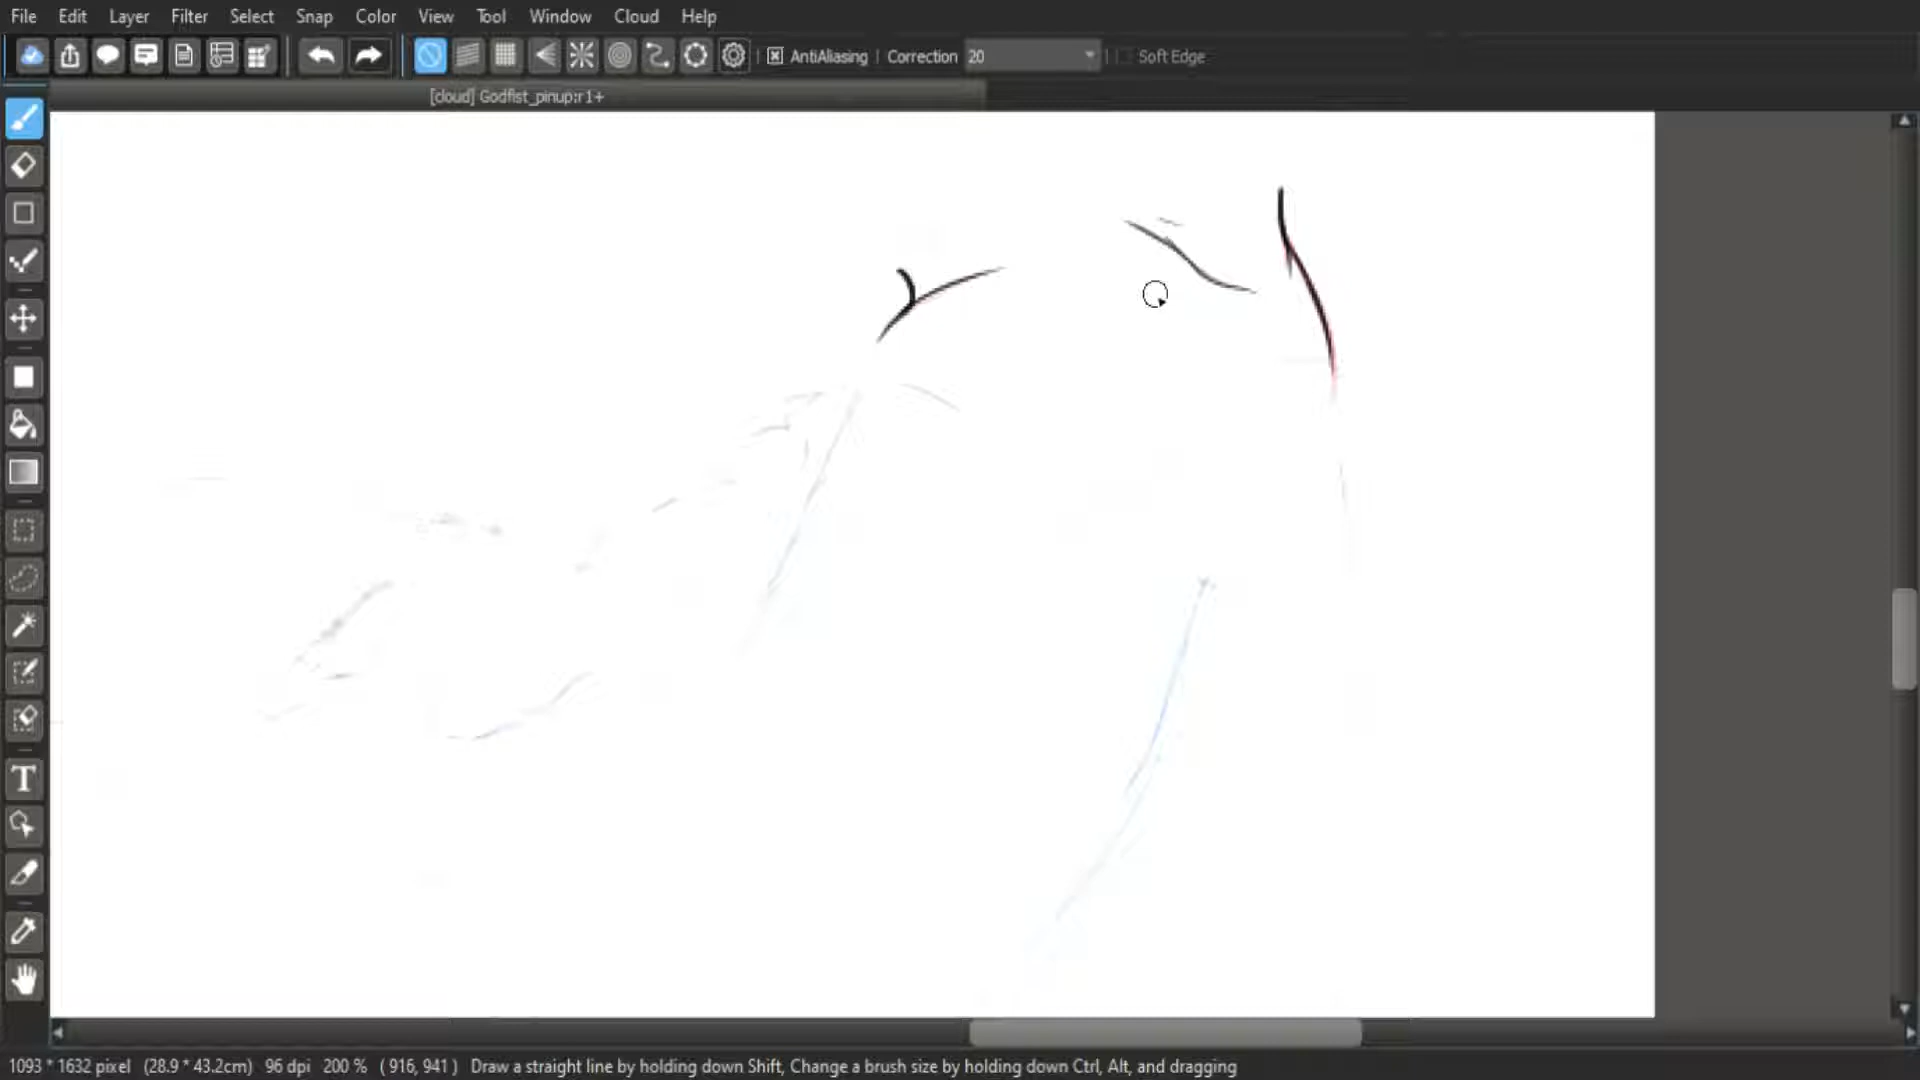 File Edit Layer Filter Select Snap Color View Tool Window Cloud Help
AntiAliasing Correction 20 Soft Edge
[cloud] Godfist_pinup:r1+
T
1093 * 1632 pixel (28.9 * 43.2cm) 96 dpi 200 % ( 916, 941 ) Draw a straight line by holding down Shift, Change a brush size by holding down Ctrl, Alt, and dragging